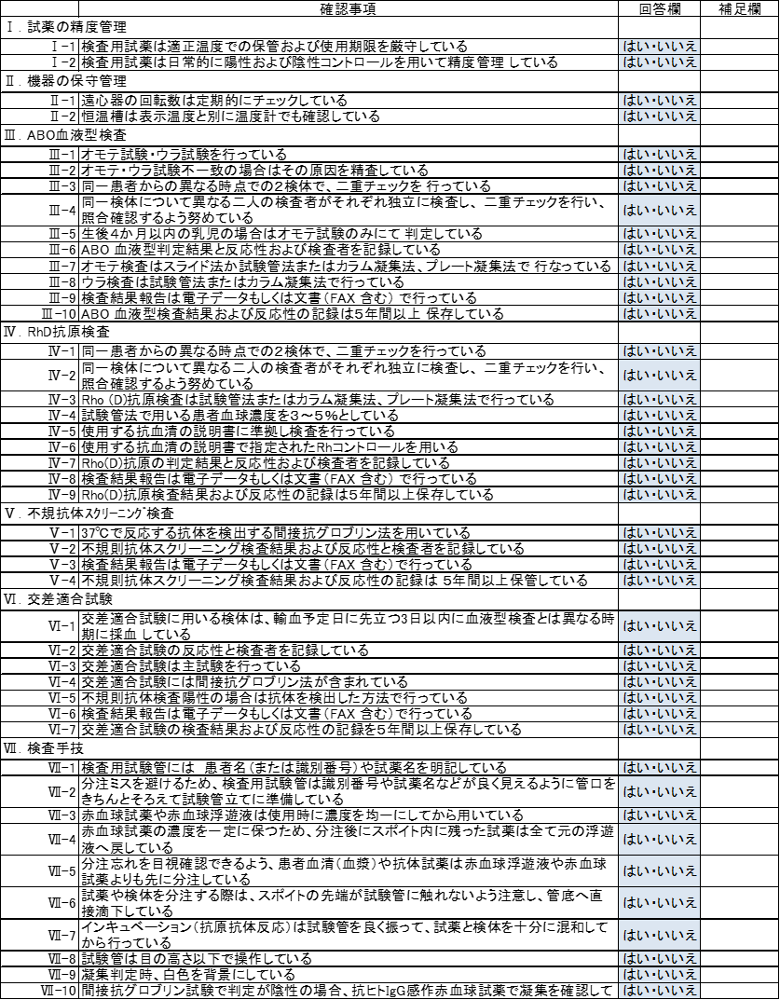 確認事項 回答欄 補足欄
Ⅰ．試薬の精度管理
Ⅰ-1 検査用試薬は適正温度での保管および使用期限を厳守している はい・いいえ
Ⅰ-2 検査用試薬は日常的に陽性および陰性コントロールを用いて精度管理 している はい・いいえ
Ⅱ．機器の保守管理
Ⅱ-1 遠心器の回転数は定期的にチェックしている はい・いいえ
Ⅱ-2 恒温槽は表示温度と別に温度計でも確認している はい・いいえ
Ⅲ．ABO血液型検査
Ⅲ-1 オモテ試験・ウラ試験を行っている はい・いいえ
Ⅲ-2 オモテ・ウラ試験不一致の場合はその原因を精査している はい・いいえ
Ⅲ-3 同一患者からの異なる時点での２検体で、二重チェックを 行っている はい・いいえ
Ⅲ-4 同一検体について異なる二人の検査者がそれぞれ独立に検査し、二重チェックを行い、
照合確認するよう努めている はい・いいえ
Ⅲ-5 生後４か月以内の乳児の場合はオモテ試験のみにて 判定している はい・いいえ
Ⅲ-6 ABO 血液型判定結果と反応性および検査者を記録している はい・いいえ
Ⅲ-7 オモテ検査はスライド法か試験管法またはカラム凝集法、プレート凝集法で 行なっている はい・いいえ
Ⅲ-8 ウラ検査は試験管法またはカラム凝集法で行っている はい・いいえ
Ⅲ-9 検査結果報告は電子データもしくは文書（FAX 含む） で行っている はい・いいえ
Ⅲ-10 ABO 血液型検査結果および反応性の記録は５年間以上 保存している はい・いいえ
Ⅳ．RhD抗原検査
Ⅳ-1 同一患者からの異なる時点での２検体で、二重チェックを行っている はい・いいえ
Ⅳ-2 同一検体について異なる二人の検査者がそれぞれ独立に検査し、二重チェックを行い、
照合確認するよう努めている はい・いいえ
Ⅳ-3 Rho (D)抗原検査は試験管法またはカラム凝集法、プレート凝集法で行っている はい・いいえ
Ⅳ-4 試験管法で用いる患者血球濃度を３～５％としている はい・いいえ
Ⅳ-5 使用する抗血清の説明書に準拠し検査を行っている はい・いいえ
Ⅳ-6 使用する抗血清の説明書で指定されたRhコントロールを用いる はい・いいえ
Ⅳ-7 Rho(D)抗原の判定結果と反応性および検査者を記録している はい・いいえ
Ⅳ-8 検査結果報告は電子データもしくは文書（FAX 含む） で行っている はい・いいえ
Ⅳ-9 Rho(D)抗原検査結果および反応性の記録は５年間以上保存している はい・いいえ
Ⅴ．不規抗体ｽｸﾘｰﾆﾝｸﾞ検査
Ⅴ-1 37℃で反応する抗体を検出する間接抗グロブリン法を用いている はい・いいえ
Ⅴ-2 不規則抗体スクリーニング検査結果および反応性と検査者を記録している はい・いいえ
Ⅴ-3 検査結果報告は電子データもしくは文書（FAX 含む）で行っている はい・いいえ
Ⅴ-4 不規則抗体スクリーニング検査結果および反応性の記録は ５年間以上保管している はい・いいえ
Ⅵ．交差適合試験
Ⅵ-1 交差適合試験に用いる検体は、輸血予定日に先立つ3日以内に血液型検査とは異なる時
期に採血 している はい・いいえ
Ⅵ-2 交差適合試験の反応性と検査者を記録している はい・いいえ
Ⅵ-3 交差適合試験は主試験を行っている はい・いいえ
Ⅵ-4 交差適合試験には間接抗グロブリン法が含まれている はい・いいえ
Ⅵ-5 不規則抗体検査陽性の場合は抗体を検出した方法で行っている はい・いいえ
Ⅵ-6 検査結果報告は電子データもしくは文書（FAX 含む）で行っている はい・いいえ
Ⅵ-7 交差適合試験の検査結果および反応性の記録を５年間以上保存している はい・いいえ
Ⅶ．検査手技
Ⅶ-1 検査用試験管には　患者名（または識別番号）や試薬名を明記している はい・いいえ
Ⅶ-2 分注ミスを避けるため、検査用試験管は識別番号や試薬名などが良く見えるように管口を
きちんとそろえて試験管立てに準備している はい・いいえ
Ⅶ-3 赤血球試薬や赤血球浮遊液は使用時に濃度を均一にしてから用いている はい・いいえ
Ⅶ-4 赤血球試薬の濃度を一定に保つため、分注後にスポイト内に残った試薬は全て元の浮遊
液へ戻している はい・いいえ
Ⅶ-5 分注忘れを目視確認できるよう、患者血清（血漿）や抗体試薬は赤血球浮遊液や赤血球
試薬よりも先に分注している はい・いいえ
Ⅶ-6 試薬や検体を分注する際は、スポイトの先端が試験管に触れないよう注意し、管底へ直
接滴下している はい・いいえ
Ⅶ-7 インキュベーション（抗原抗体反応）は試験管を良く振って、試薬と検体を十分に混和して
から行っている はい・いいえ
Ⅶ-8 試験管は目の高さ以下で操作している はい・いいえ
Ⅶ-9 凝集判定時、白色を背景にしている はい・いいえ
Ⅶ-10 間接抗グロブリン試験で判定が陰性の場合、抗ヒトIgG感作赤血球試薬で凝集を確認して はい・いいえ